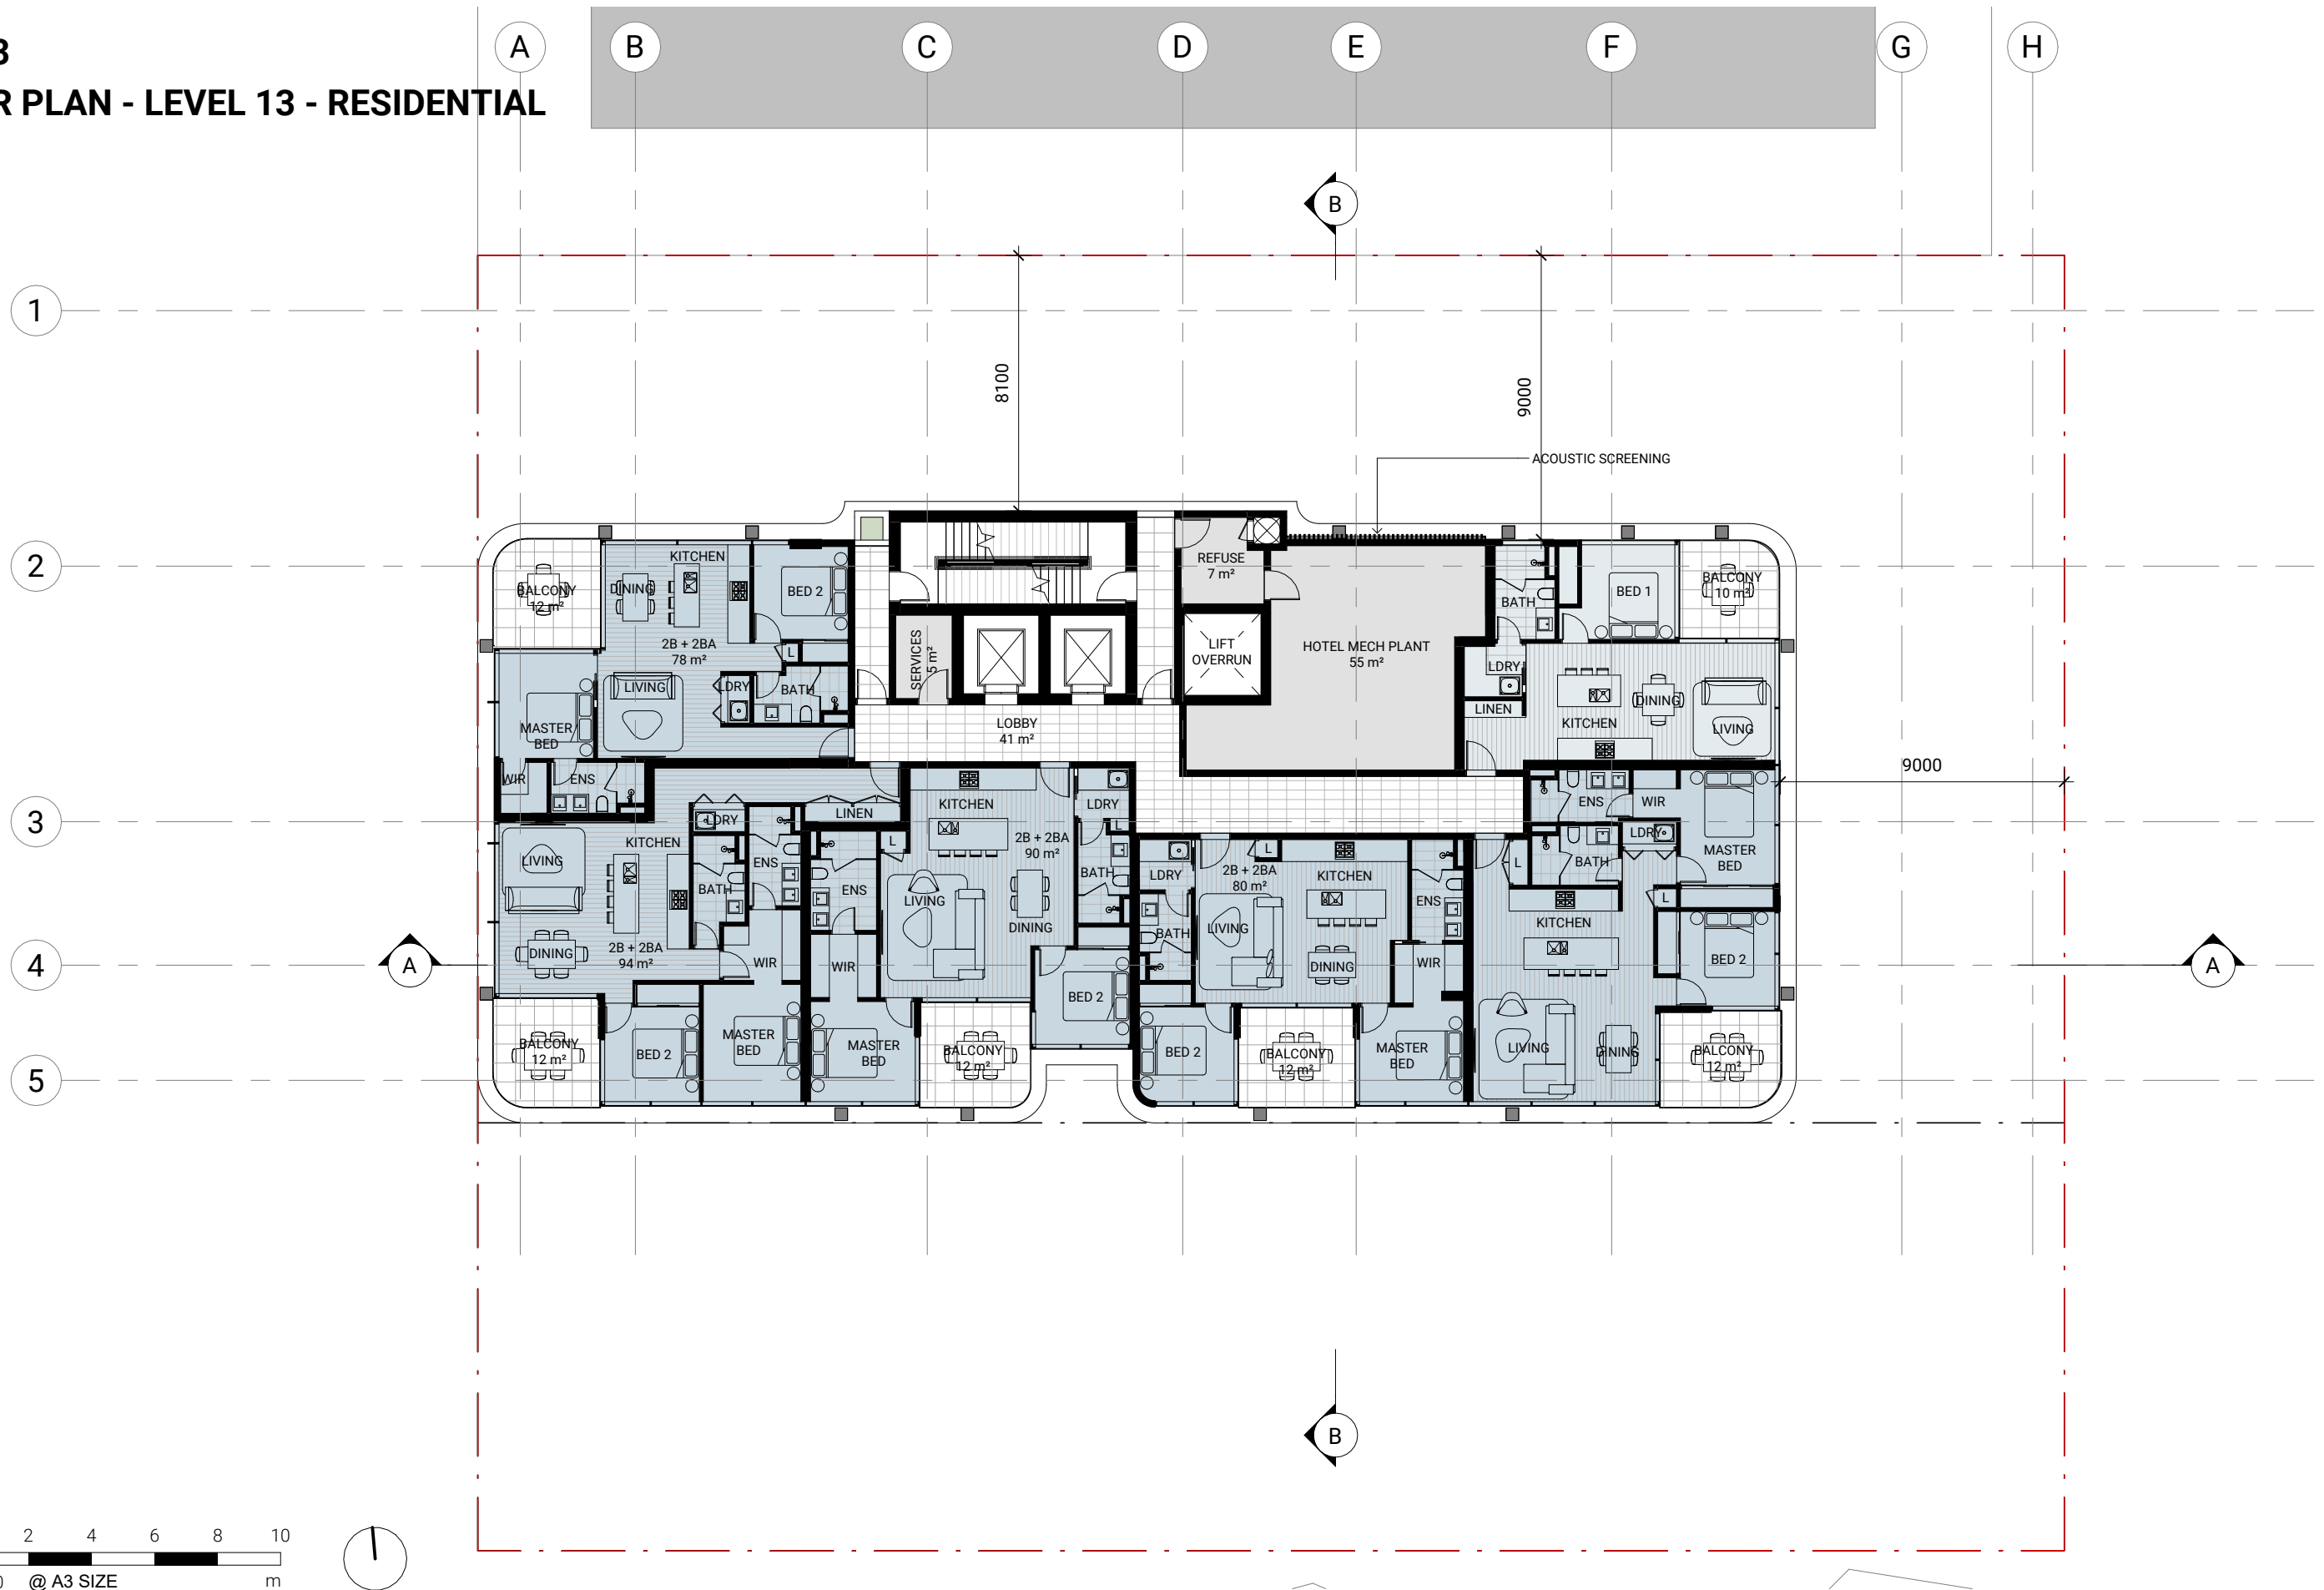 3
R PLAN - LEVEL 13 - RESIDENTIAL
A
B
C
D
E
F
G
H
B
1
8100
9000
ACOUSTIC SCREENING
2
KITCHEN
BALCONY
12 m²
DINING
BED 2
2B + 2BA
78 m²
L
LIVING
LDRY
BATH
MASTER
BED
WIR
ENS
SERVICES
5 m²
LOBBY
41 m²
REFUSE
7 m²
LIFT
OVERRUN
HOTEL MECH PLANT
55 m²
BATH
BED 1
BALCONY
10 m²
LDRY
LINEN
DINING
KITCHEN
LIVING
9000
3
LINEN
LDRY
KITCHEN
LIVING
ENS
BATH
DINING
2B + 2BA
94 m²
WIR
BALCONY
12 m²
BED 2
MASTER
BED
KITCHEN
LDRY
L
2B + 2BA
90 m²
L
ENS
BATH
LIVING
DINING
WIR
BED 2
MASTER
BED
BALCONY
12 m²
L
2B + 2BA
80 m²
KITCHEN
LDRY
ENS
BATH
LIVING
DINING
WIR
BED 2
BALCONY
12 m²
MASTER
BED
ENS
WIR
LDRY
BATH
L
MASTER
BED
L
KITCHEN
BED 2
LIVING
DINING
BALCONY
12 m²
4
A
A
5
B
2 4 6 8 10
0 @ A3 SIZE m